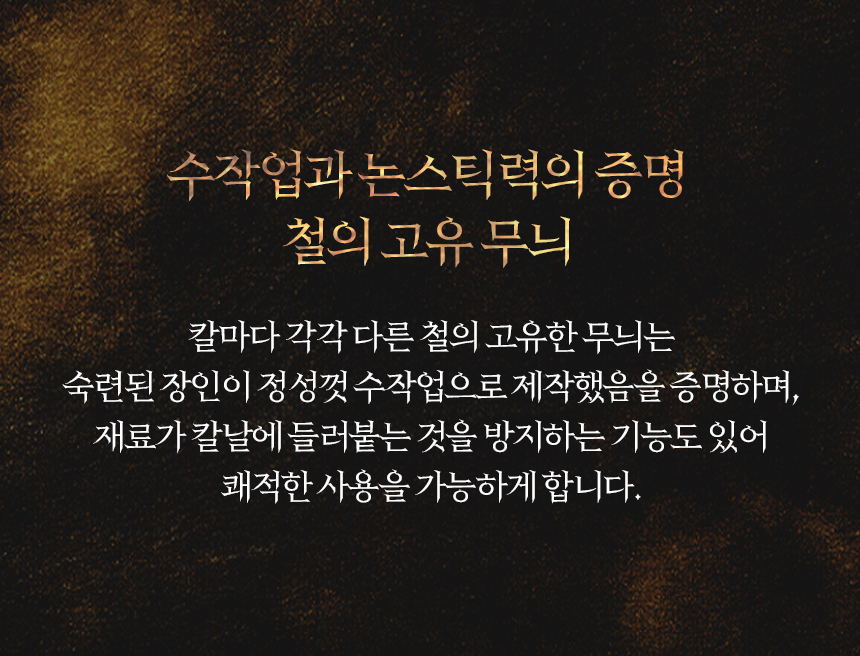 수작업과 논스틱력의 증명
철의 고유 무늬
칼마다 각각 다른 철의 고유한 무늬는
숙련된 장인이 정성껏 수작업으로 제작했음을 증명하며,
재료가 칼날에 들러붙는 것을 방지하는 기능도 있어
쾌적한 사용을 가능하게 합니다.